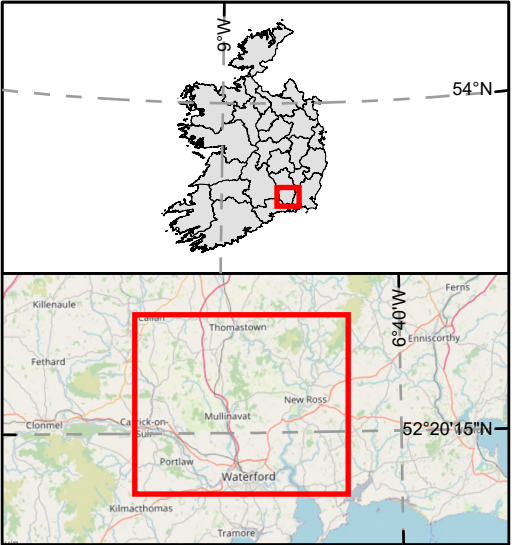 9°W
54°N
Killenaule
Callan
Thomastown
Ferns
6°40'W
Enniscorthy
Fethard
New Ross
Mullinavat
Clonmel
Carrick-on-
Suir
52°20'15"N
Portlaw
Waterford
Kilmacthomas
Tramore